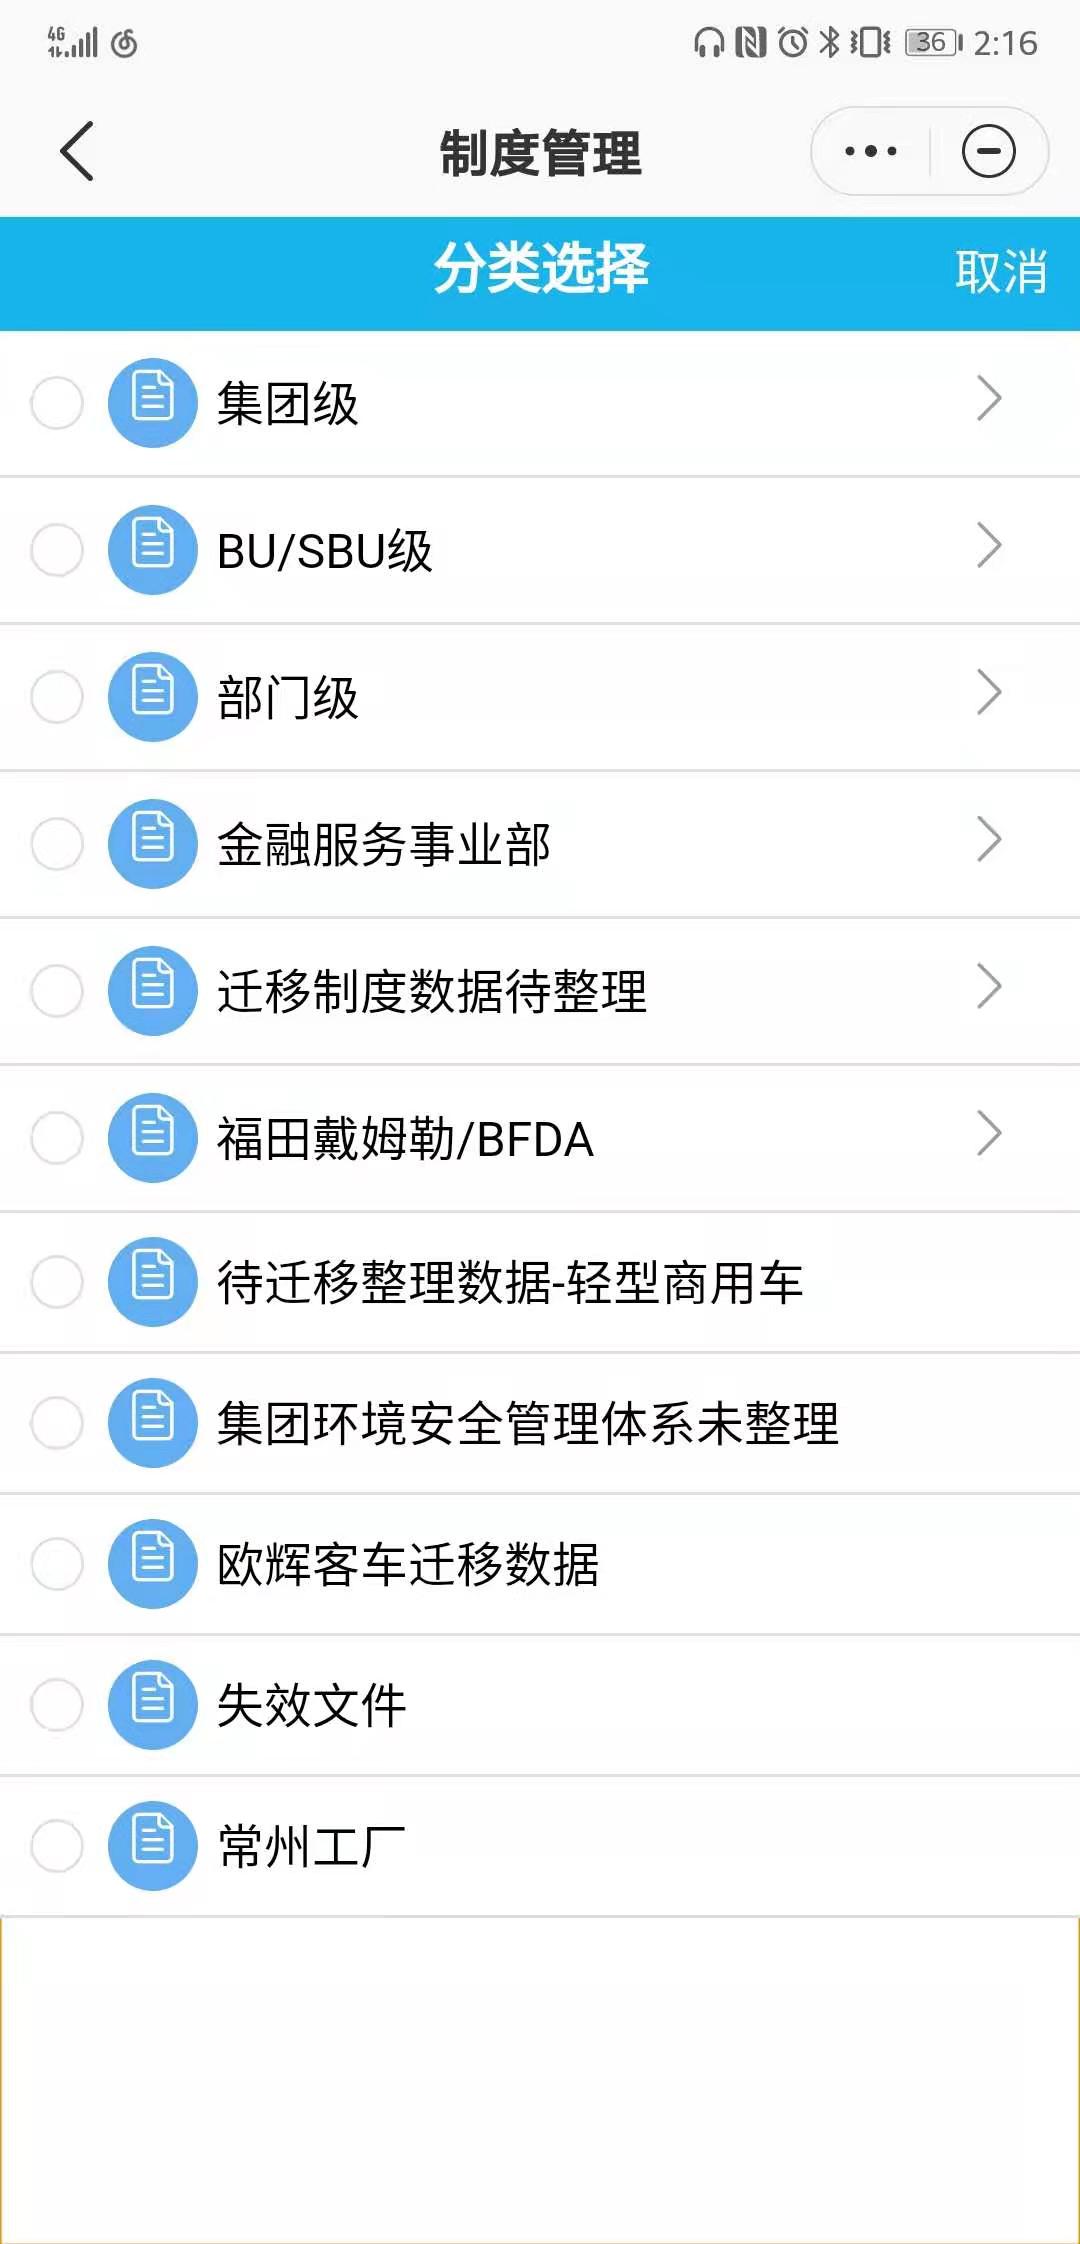 4G 36 2:16
制度管理
分类选择 取消
集团级
BU/SBU级
部门级
金融服务事业部
迁移制度数据待整理
福田戴姆勒/BFDA
待迁移整理数据-轻型商用车
集团环境安全管理体系未整理
欧辉客车迁移数据
失效文件
常州工厂